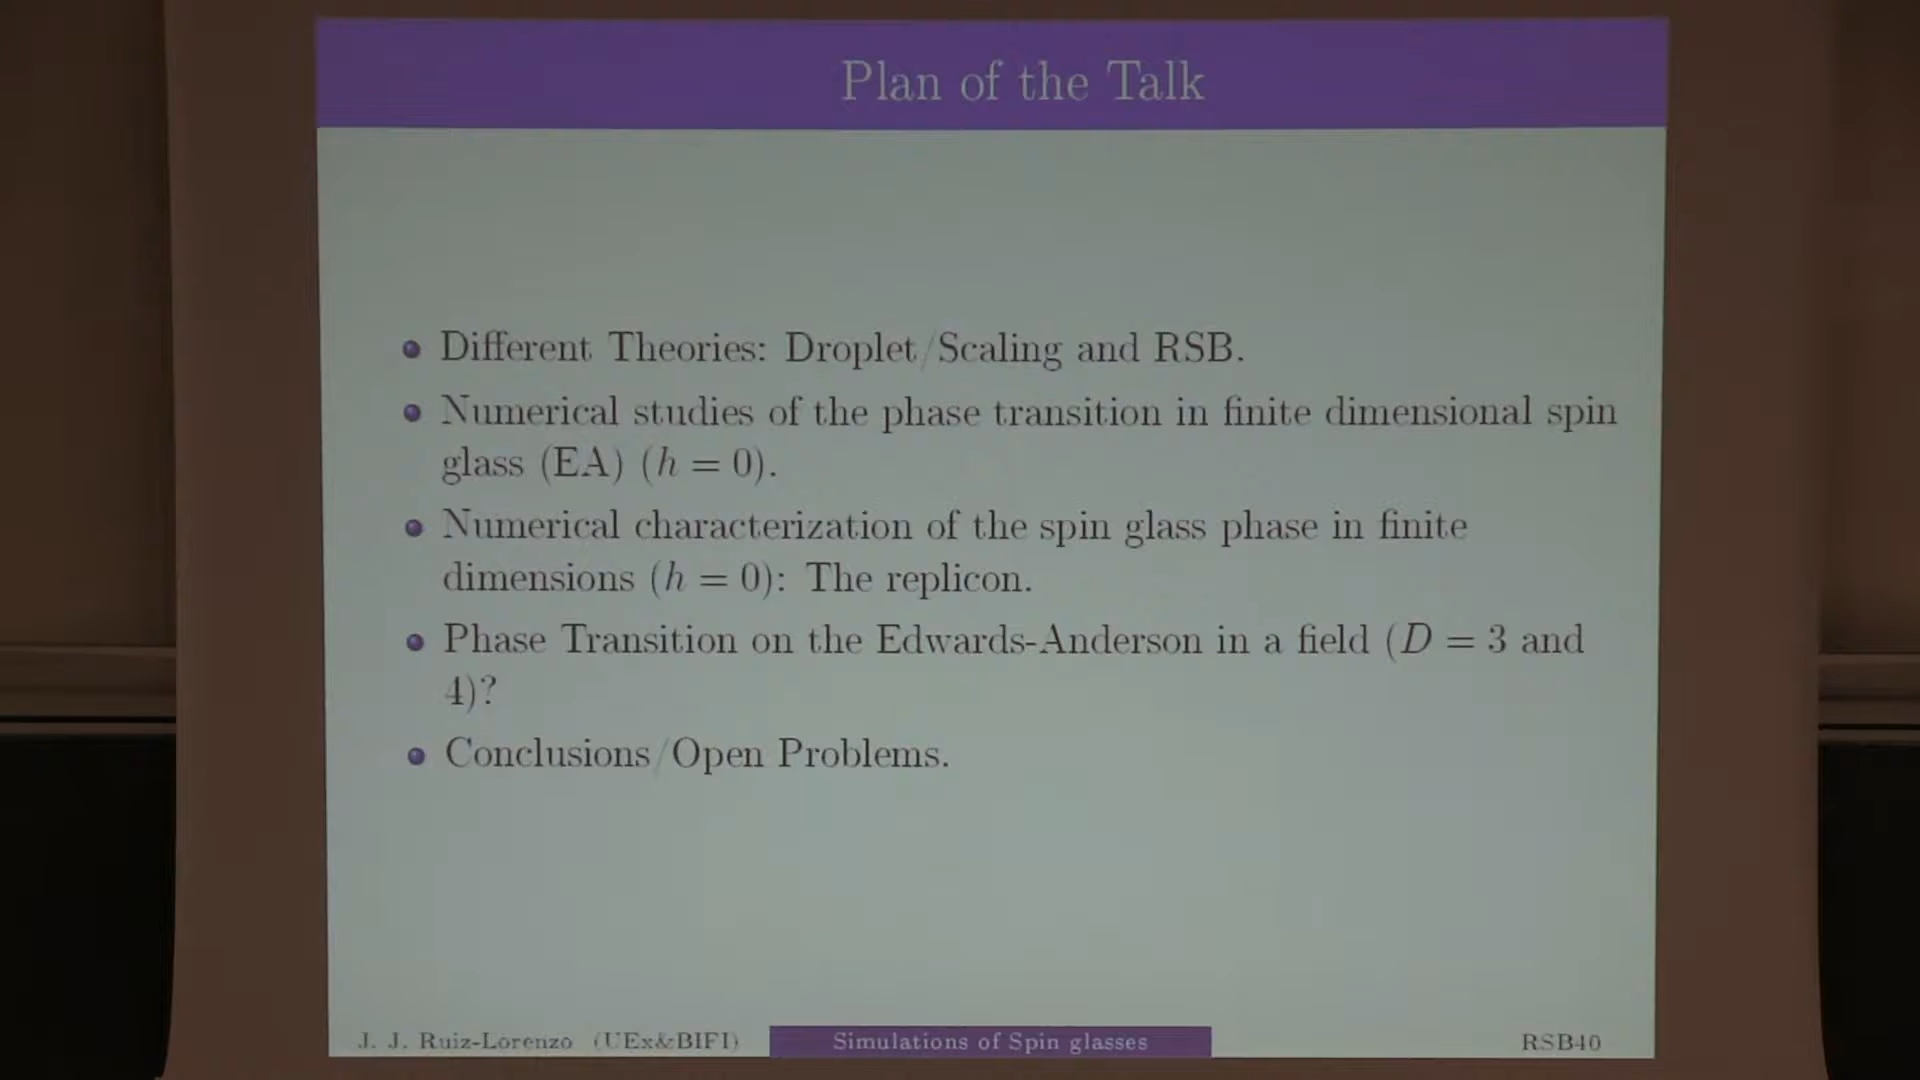 Plan of the Talk
Different Theories: Droplet/Scaling and RSB.
Numerical studies of the phase transition in finite dimensional spin
glass (EA) (h = 0).
Numerical characterization of the spin glass phase in finite
dimensions (h = 0): The replicon.
Phase Transition on the Edwards-Anderson in a field (D = 3 and
4)?
Conclusions/Open Problems.
J. J. Ruiz-Lorenzo (UEx&BIFI) Simulations of Spin glasses RSB40